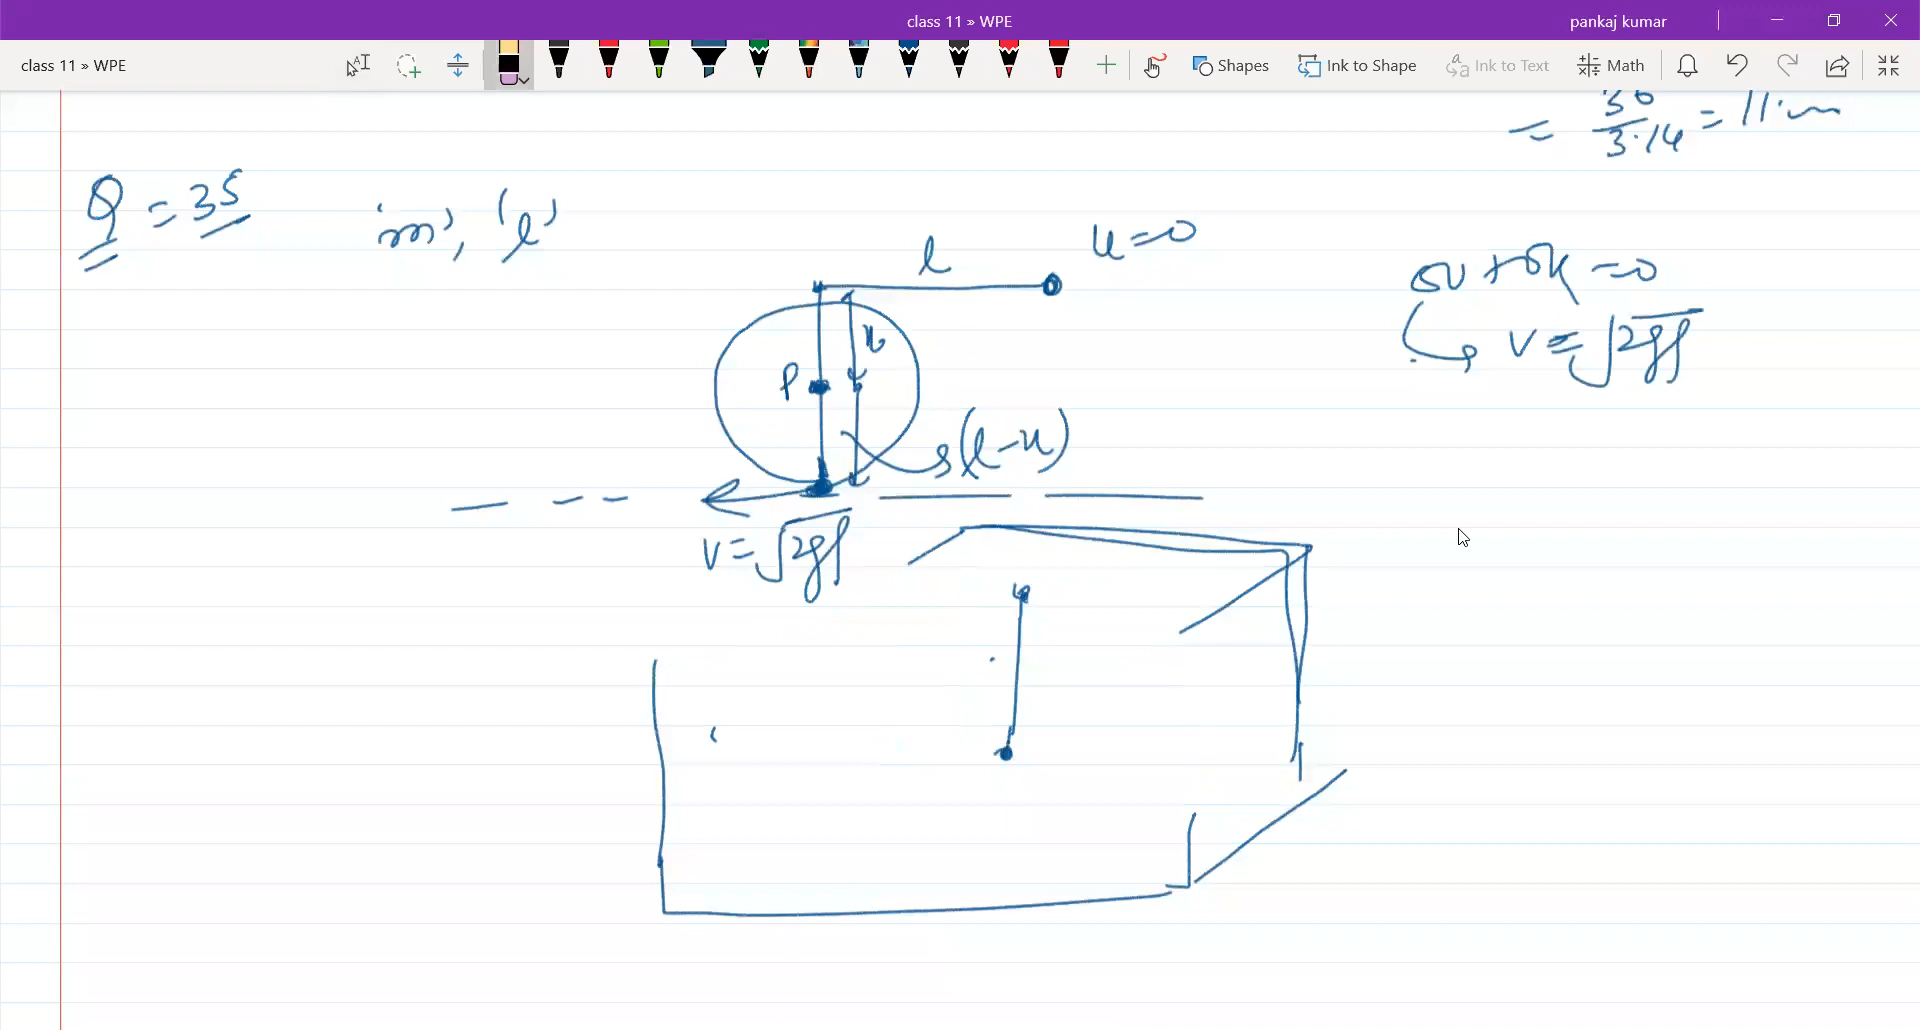 class 11 » WPE
pankaj kumar
class 11 » WPE
Shapes
Ink to Shape
Ink to Text
Math
= 36/3.14 = 11.
Q = 35
'm', 'l'
l
u=0
ΔU + ΔK = 0
v = √2gl
x
P
(l-x)
v = √2gl